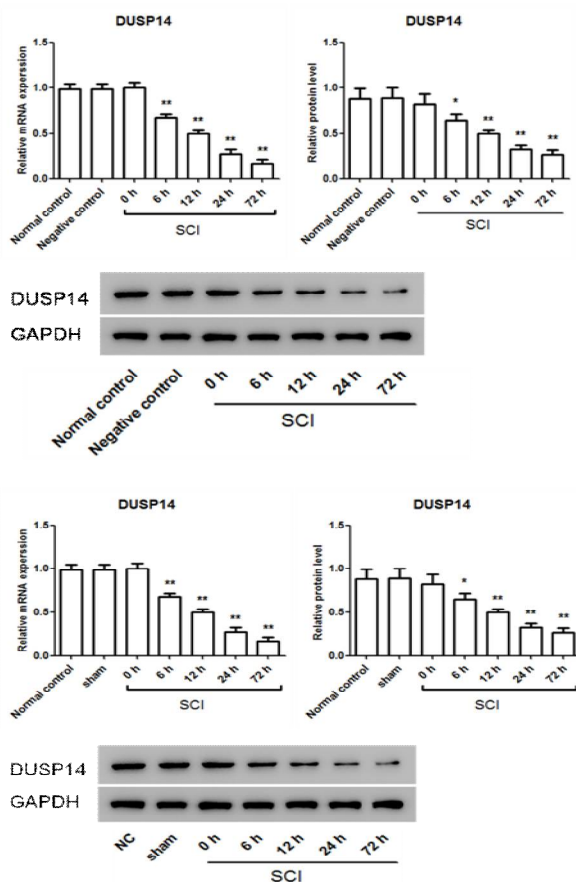 DUSP14
Relative mRNA experssion
1.5
1.0
0.5
0.0
Normal control
Negative control
0 h
6 h
12 h
24 h
72 h
**
**
**
**
SCI
DUSP14
Relative protein level
1.5
1.0
0.5
0.0
Normal control
Negative control
0 h
6 h
12 h
24 h
72 h
*
**
**
**
SCI
DUSP14
GAPDH
Normal control
Negative control
0 h
6 h
12 h
24 h
72 h
SCI
DUSP14
Relative mRNA experssion
1.5
1.0
0.5
0.0
Normal control
sham
0 h
6 h
12 h
24 h
72 h
**
**
**
**
SCI
DUSP14
Relative protein level
1.5
1.0
0.5
0.0
Normal control
sham
0 h
6 h
12 h
24 h
72 h
*
**
**
**
SCI
DUSP14
GAPDH
NC
sham
0 h
6 h
12 h
24 h
72 h
SCI